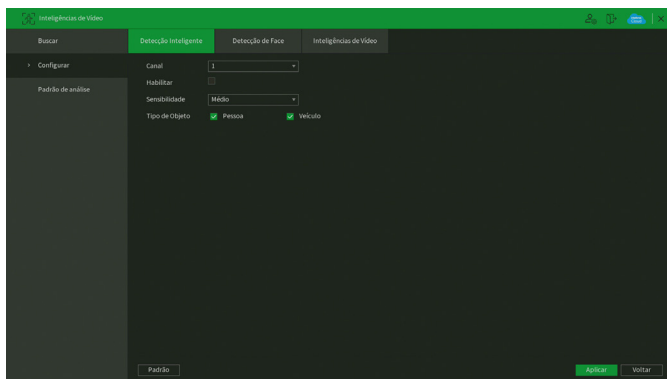 Inteligências de Vídeo
Buscar
Detecção Inteligente
Detecção de Face
Inteligências de Vídeo
Configurar
Padrão de análise
Canal
1
Habilitar
Sensibilidade
Médio
Tipo de Objeto
Pessoa
Veículo
Padrão
Aplicar
Voltar